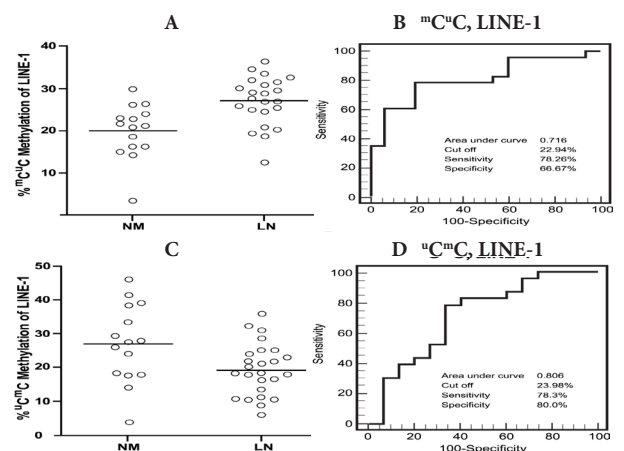 A
% ᵐCᵘC Methylation of LINE-1
40
30
20
10
NM
LN
B ᵐCᵘC, LINE-1
Sensitivity
100
80
60
40
20
0
Area under curve 0.716
Cut off 22.94%
Sensitivity 78.26%
Specificity 66.67%
0 20 40 60 80 100
100-Specificity
C
% ᵘCᵐC Methylation of LINE-1
50
40
30
20
10
0
NM
LN
D ᵘCᵐC, LINE-1
Sensitivity
100
80
60
40
20
0
Area under curve 0.806
Cut off 23.98%
Sensitivity 78.3%
Specificity 80.0%
0 20 40 60 80 100
100-Specificity